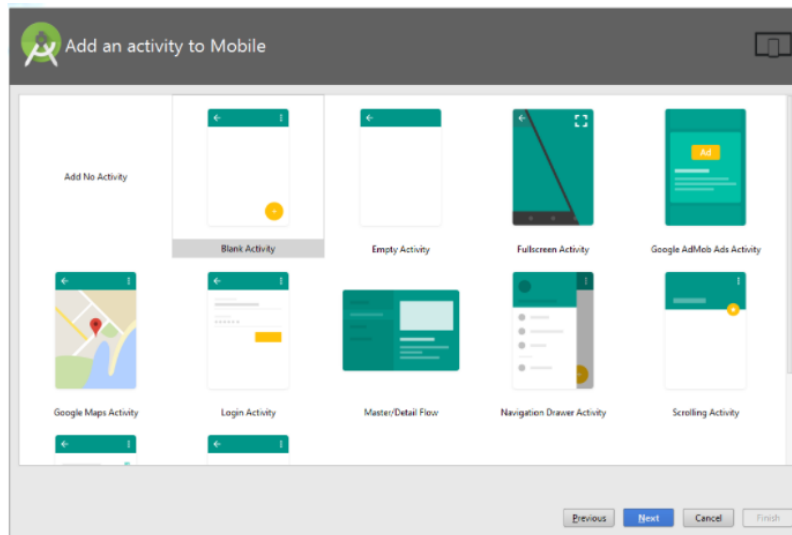 Add an activity to Mobile
Add No Activity
Blank Activity
Empty Activity
Fullscreen Activity
Ad
Google AdMob Ads Activity
Google Maps Activity
Login Activity
Master/Detail Flow
Navigation Drawer Activity
Scrolling Activity
Previous
Next
Cancel
Finish